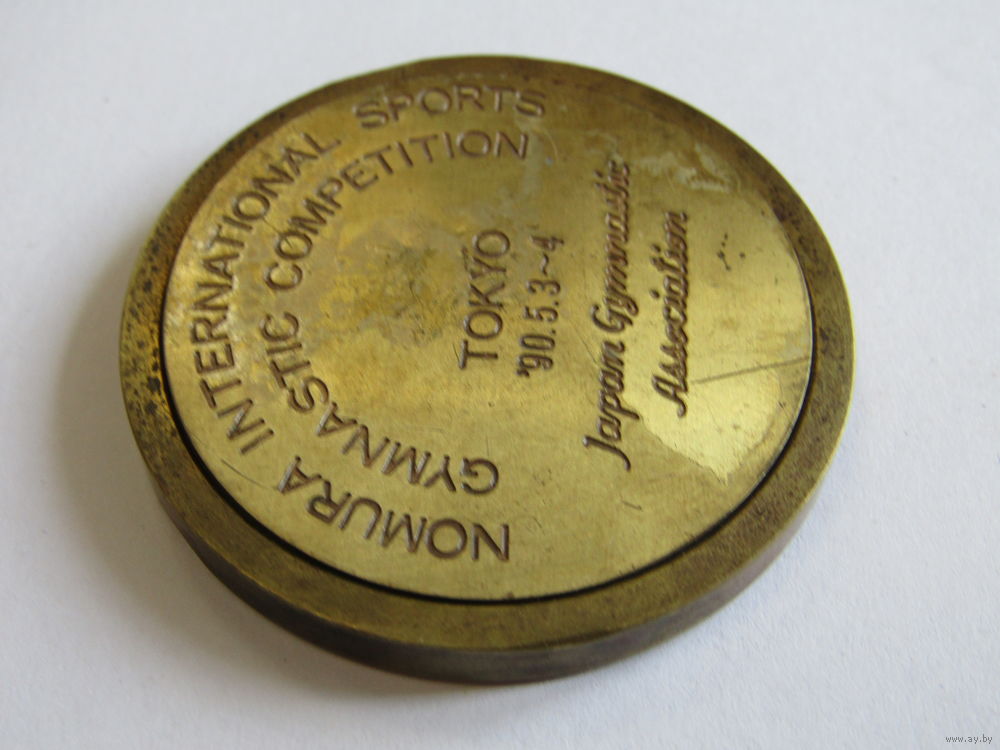 NOMURA INTERNATIONAL SPORTS
GYMNASTIC COMPETITION
TOKYO
'90.5.3~4
Japan Gymnastic
Association
www.ay.by